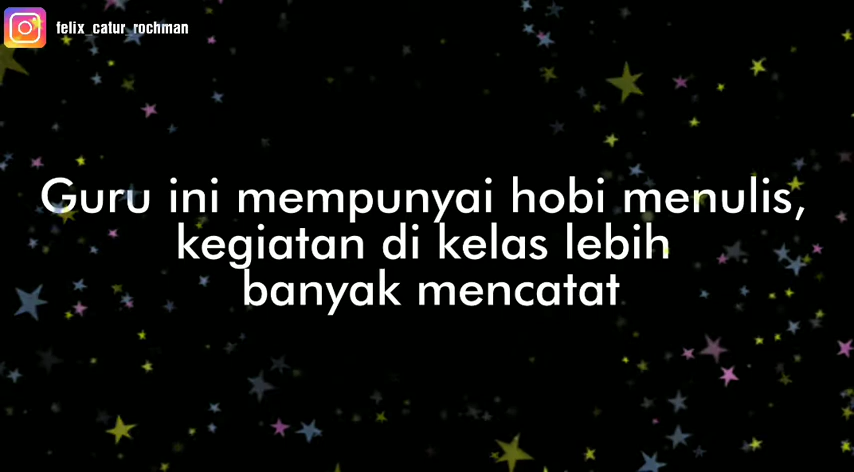 felix_catur_rochman
Guru ini mempunyai hobi menulis,
kegiatan di kelas lebih
banyak mencatat